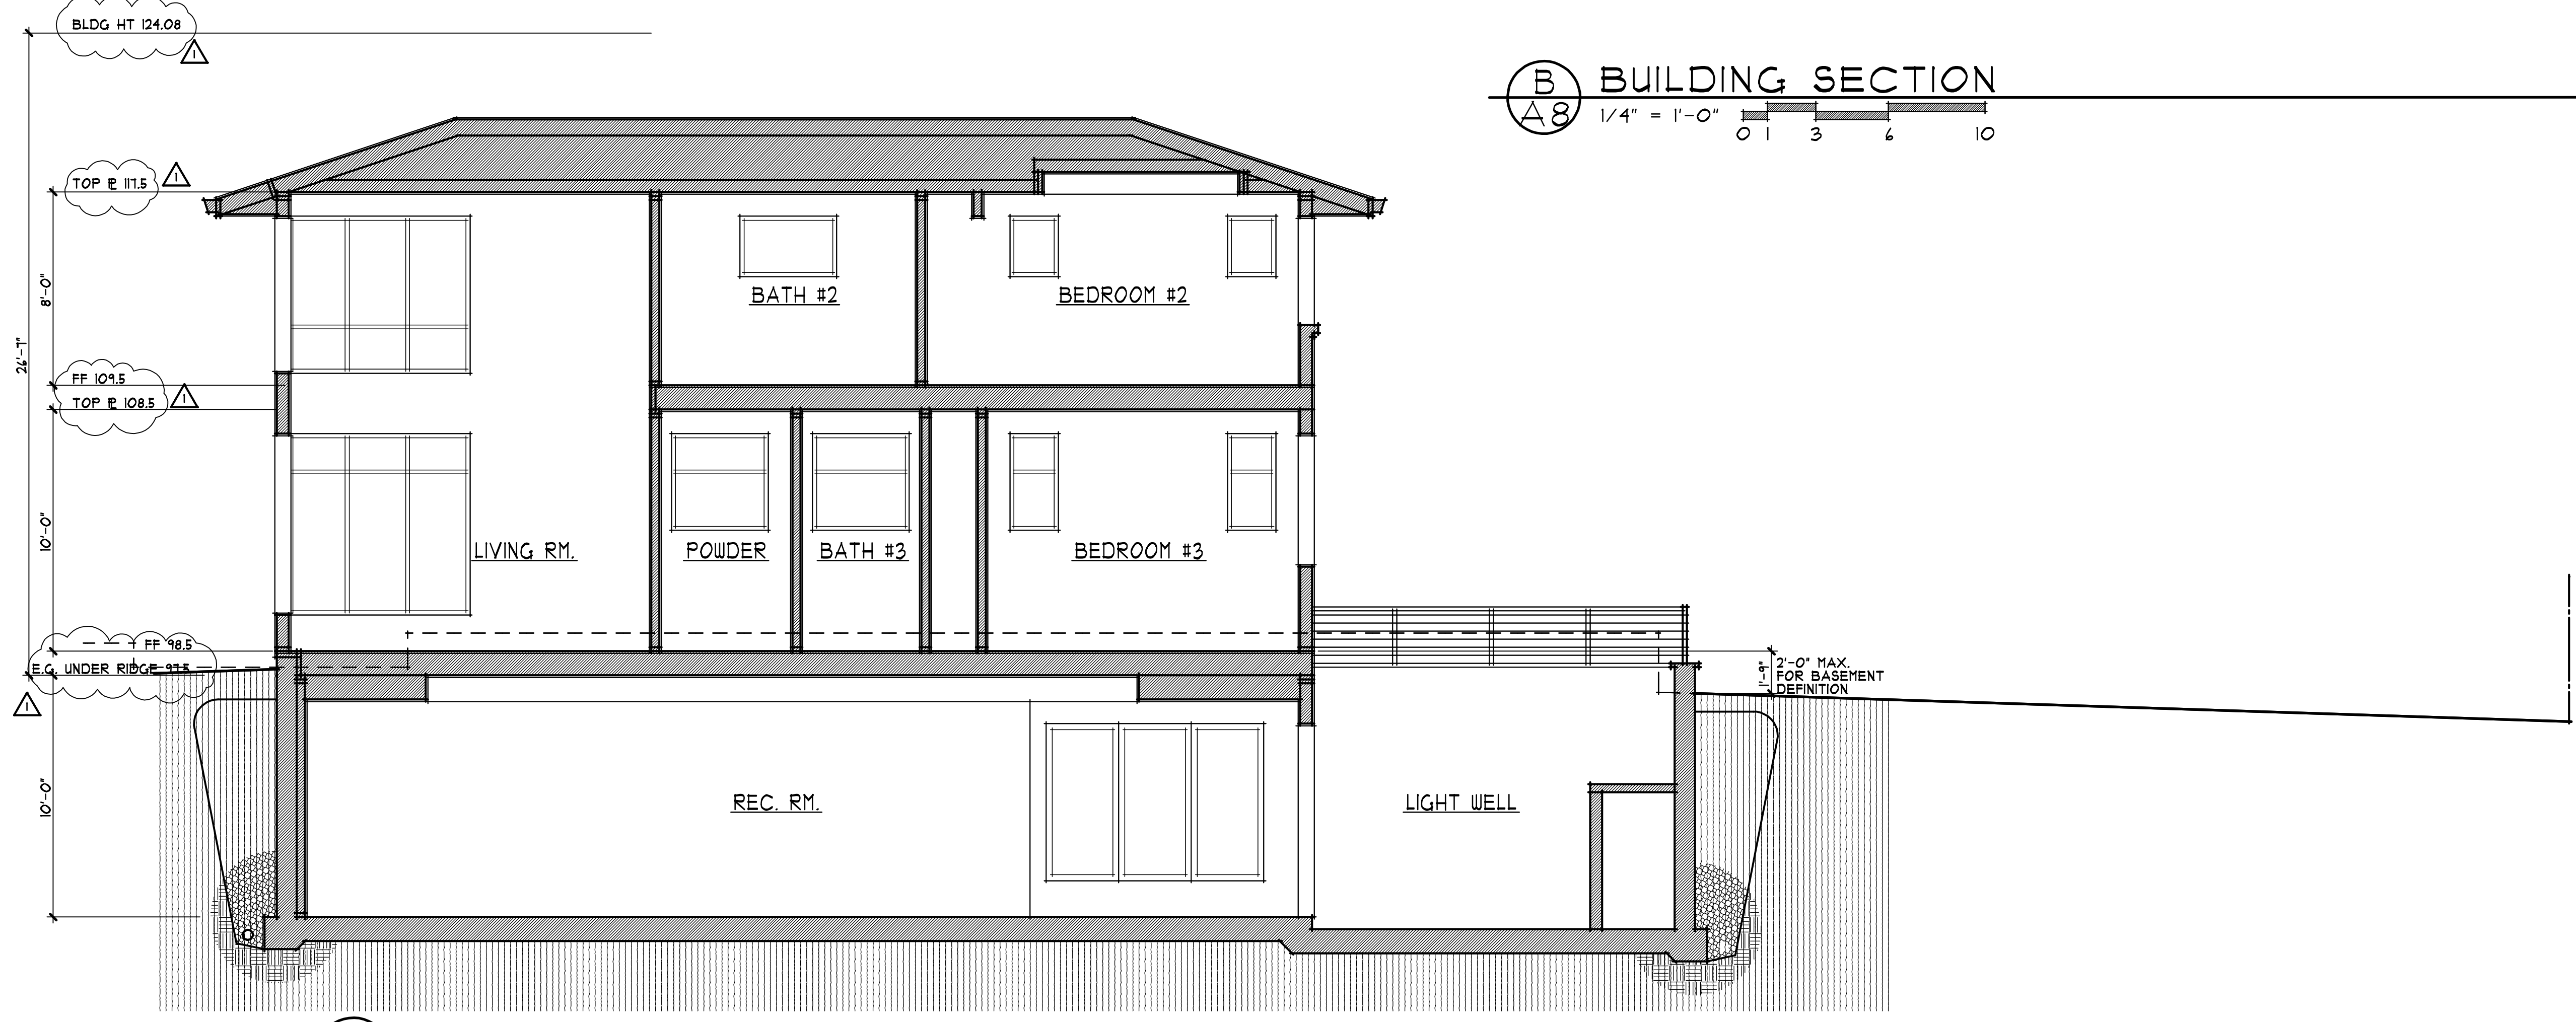 BLDG HT 124.08
1
B
A8
BUILDING SECTION
1/4" = 1'-0"
0 1 3 6 10
TOP PL 117.5
1
8'-0"
26'-7"
BATH #2
BEDROOM #2
FF 109.5
TOP PL 108.5
1
10'-0"
LIVING RM.
POWDER
BATH #3
BEDROOM #3
FF 98.5
E.G. UNDER RIDGE 97.5
1
1'-9"
2'-0" MAX.
FOR BASEMENT
DEFINITION
10'-0"
REC. RM.
LIGHT WELL